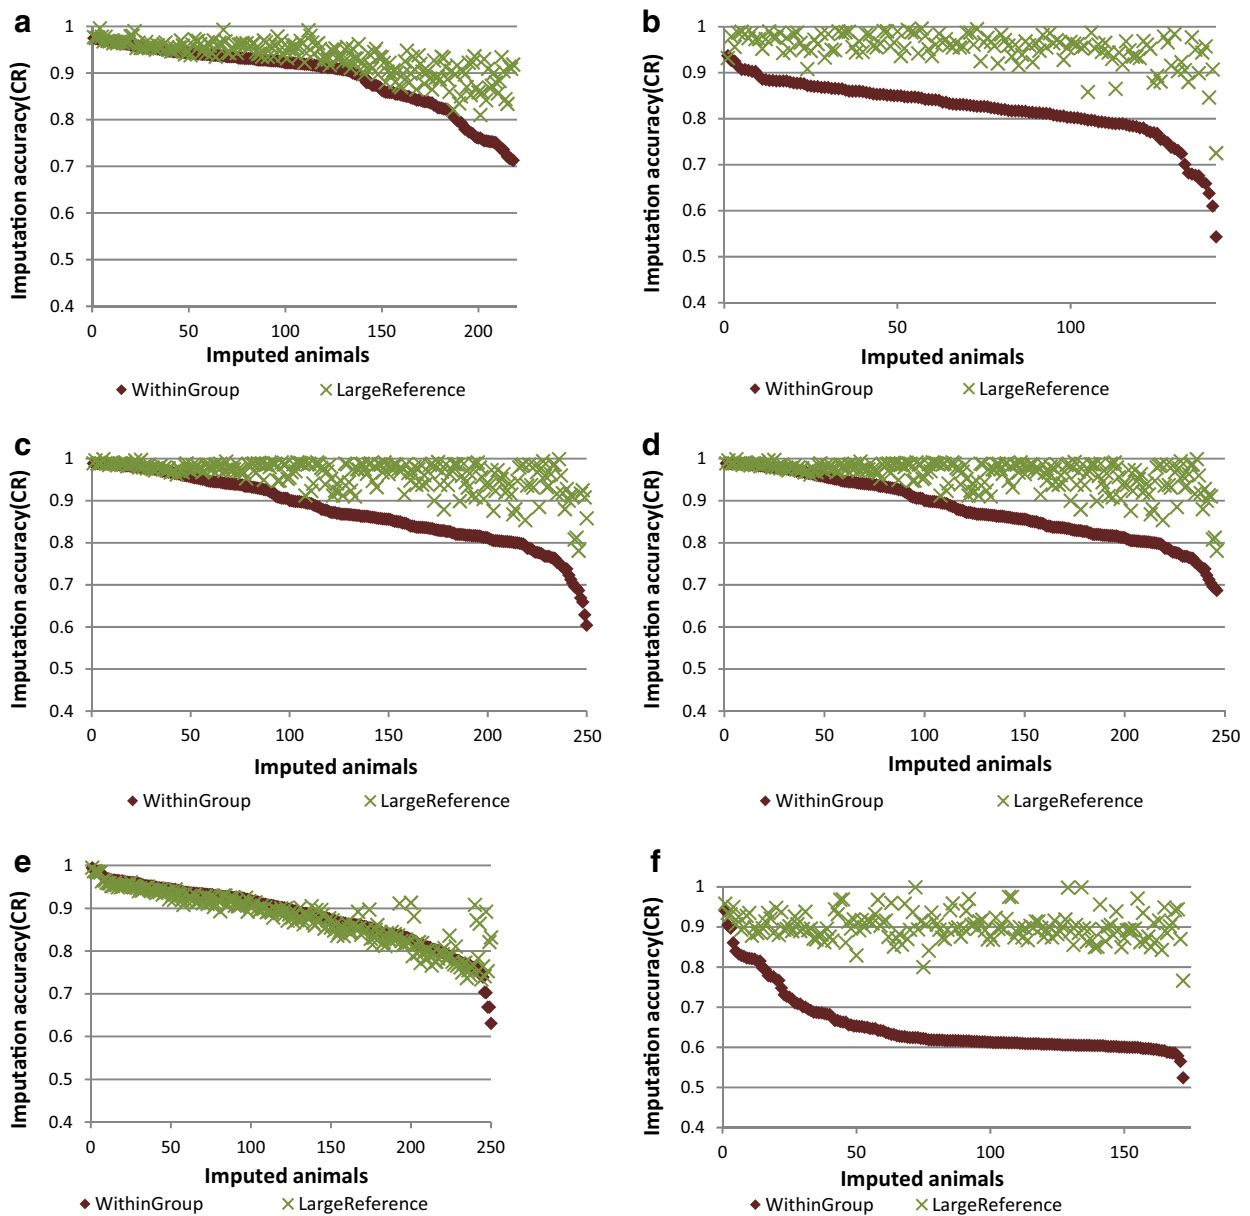 a
Imputation accuracy(CR)
1
0.9
0.8
0.7
0.6
0.5
0.4
0 50 100 150 200
Imputed animals
WithinGroup LargeReference
b
Imputation accuracy(CR)
1
0.9
0.8
0.7
0.6
0.5
0.4
0 50 100
Imputed animals
WithinGroup LargeReference
c
Imputation accuracy(CR)
1
0.9
0.8
0.7
0.6
0.5
0.4
0 50 100 150 200 250
Imputed animals
WithinGroup LargeReference
d
Imputation accuracy(CR)
1
0.9
0.8
0.7
0.6
0.5
0.4
0 50 100 150 200 250
Imputed animals
WithinGroup LargeReference
e
Imputation accuracy(CR)
1
0.9
0.8
0.7
0.6
0.5
0.4
0 50 100 150 200 250
Imputed animals
WithinGroup LargeReference
f
Imputation accuracy(CR)
1
0.9
0.8
0.7
0.6
0.5
0.4
0 50 100 150
Imputed animals
WithinGroup LargeReference